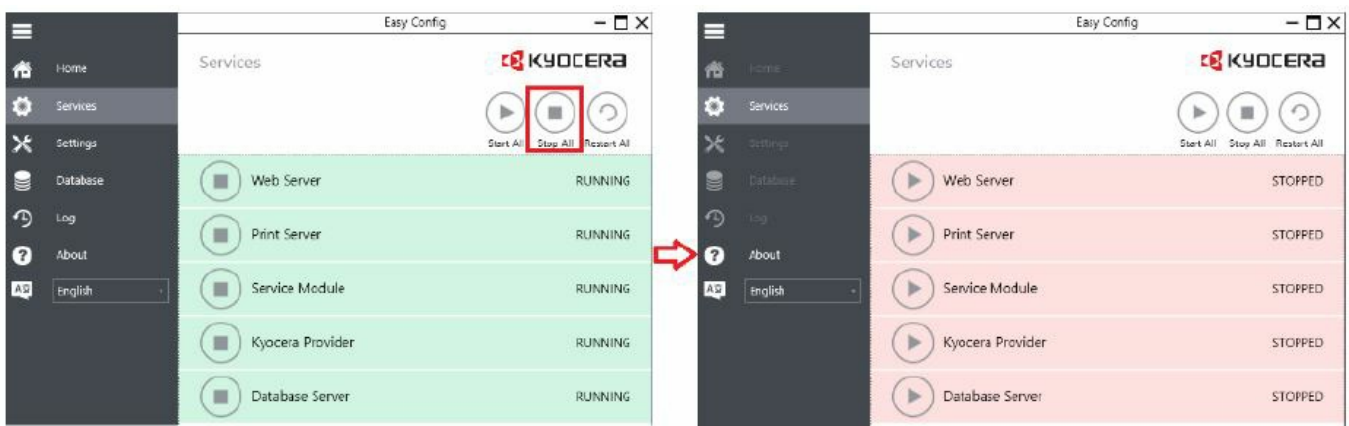 Easy Config
Services
KYOCERA
Home
Services
Settings
Database
Log
About
English
Start All Stop All Restart All
Web Server RUNNING
Print Server RUNNING
Service Module RUNNING
Kyocera Provider RUNNING
Database Server RUNNING
Easy Config
Services
KYOCERA
Home
Services
Settings
Database
Log
About
English
Start All Stop All Restart All
Web Server STOPPED
Print Server STOPPED
Service Module STOPPED
Kyocera Provider STOPPED
Database Server STOPPED